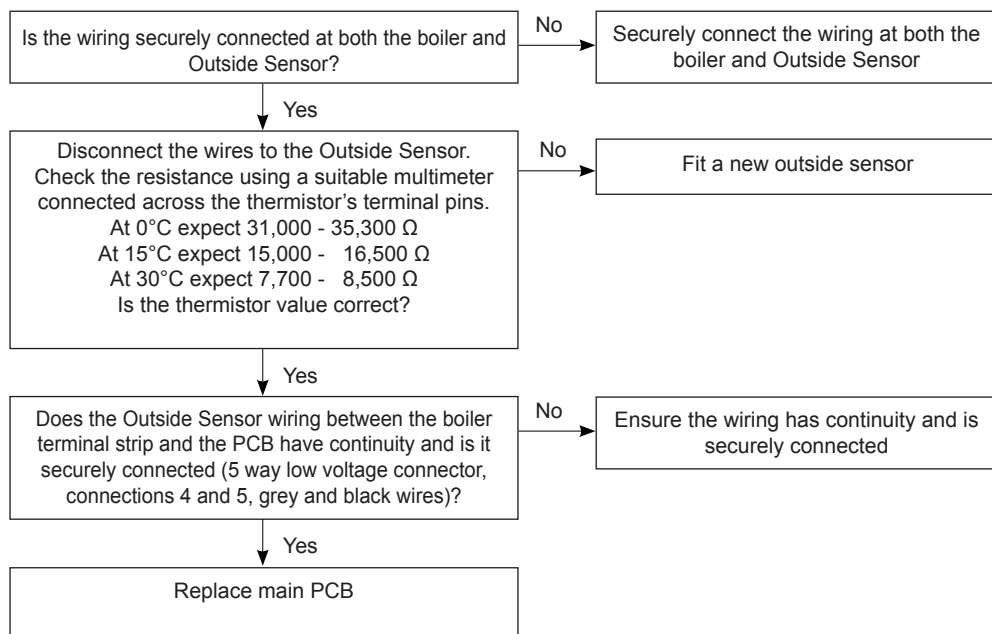 Is the wiring securely connected at both the boiler and
Outside Sensor?
No
Securely connect the wiring at both the
boiler and Outside Sensor
Yes
Disconnect the wires to the Outside Sensor.
Check the resistance using a suitable multimeter
connected across the thermistor's terminal pins.
At 0°C expect 31,000 - 35,300 Ω
At 15°C expect 15,000 - 16,500 Ω
At 30°C expect 7,700 - 8,500 Ω
Is the thermistor value correct?
No
Fit a new outside sensor
Yes
Does the Outside Sensor wiring between the boiler
terminal strip and the PCB have continuity and is it
securely connected (5 way low voltage connector,
connections 4 and 5, grey and black wires)?
No
Ensure the wiring has continuity and is
securely connected
Yes
Replace main PCB